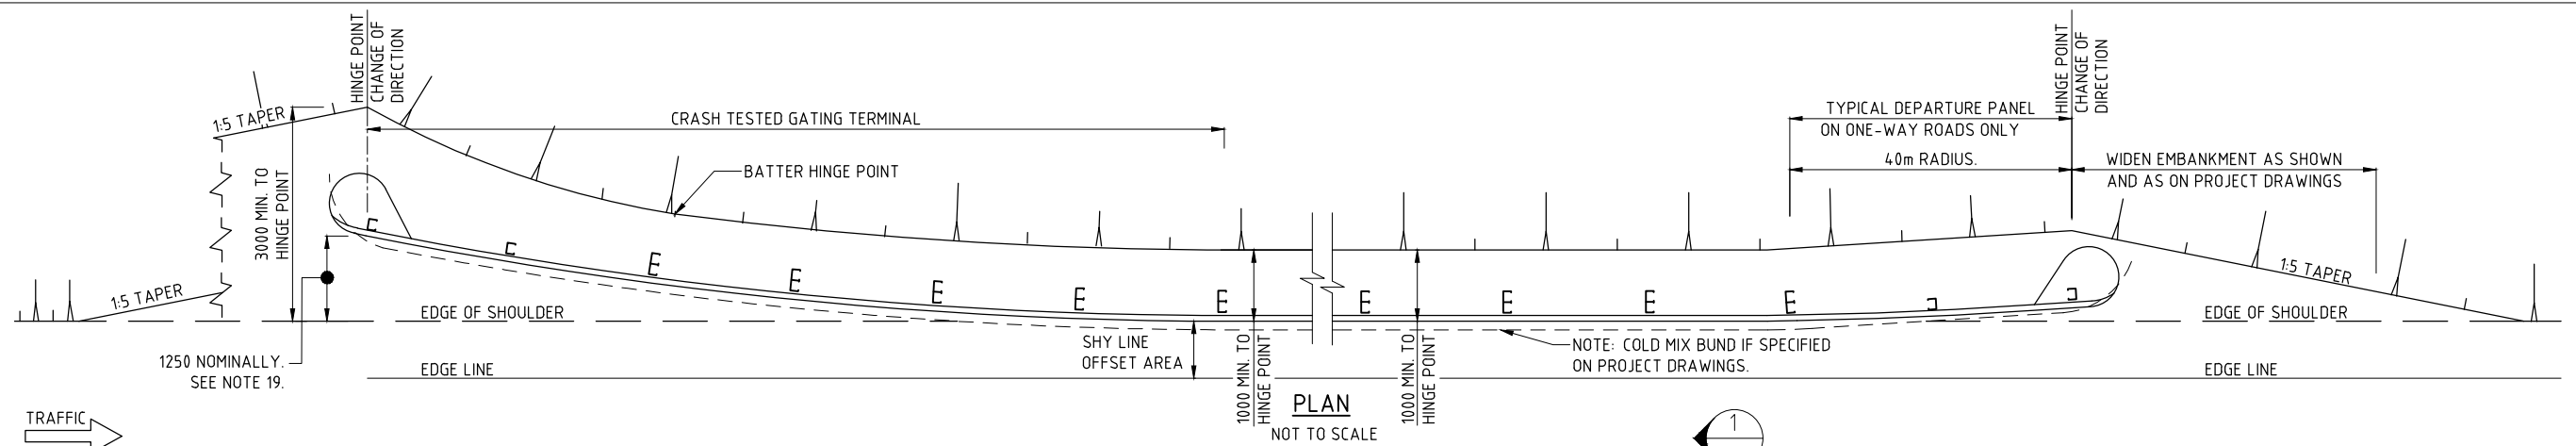 HINGE POINT
CHANGE OF
DIRECTION
1:5 TAPER
CRASH TESTED GATING TERMINAL
BATTER HINGE POINT
3000 MIN. TO
HINGE POINT
1:5 TAPER
EDGE OF SHOULDER
1250 NOMINALLY.
SEE NOTE 19.
EDGE LINE
SHY LINE
OFFSET AREA
1000 MIN. TO
HINGE POINT
PLAN
NOT TO SCALE
1000 MIN. TO
HINGE POINT
NOTE: COLD MIX BUND IF SPECIFIED
ON PROJECT DRAWINGS.
TYPICAL DEPARTURE PANEL
ON ONE-WAY ROADS ONLY
40m RADIUS.
HINGE POINT
CHANGE OF
DIRECTION
WIDEN EMBANKMENT AS SHOWN
AND AS ON PROJECT DRAWINGS
1:5 TAPER
EDGE OF SHOULDER
EDGE LINE
TRAFFIC
1